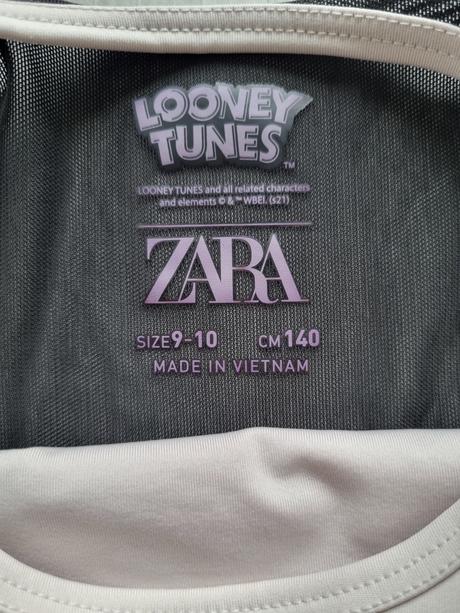 LOONEY
TUNES™
LOONEY TUNES and all related characters
and elements © & ™ WBEI. (s21)
ZARA
SIZE 9-10 CM 140
MADE IN VIETNAM